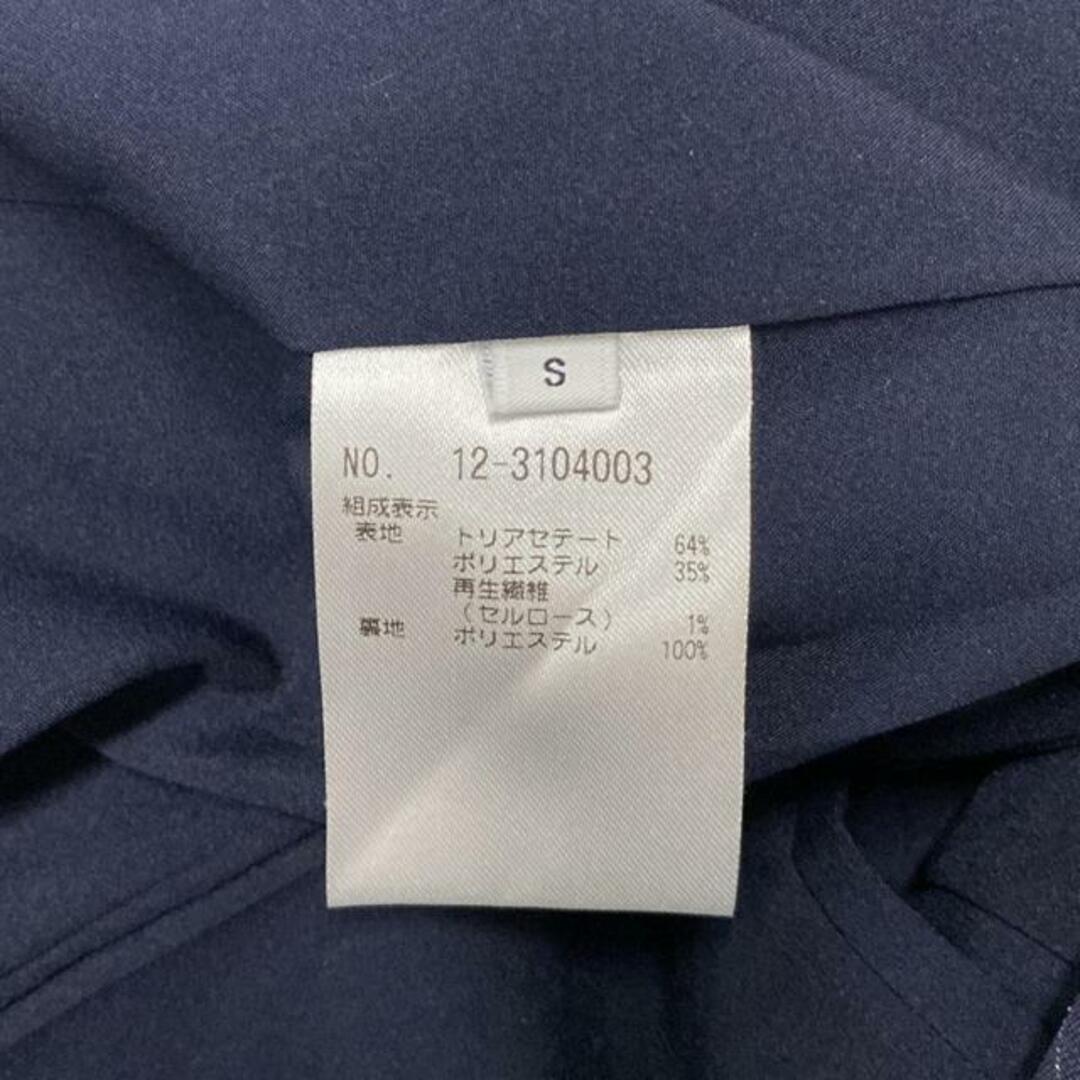 S
NO. 12-3104003
組成表示
表地 トリアセテート 64%
ポリエステル 35%
再生繊維
(セルロース) 1%
裏地 ポリエステル 100%